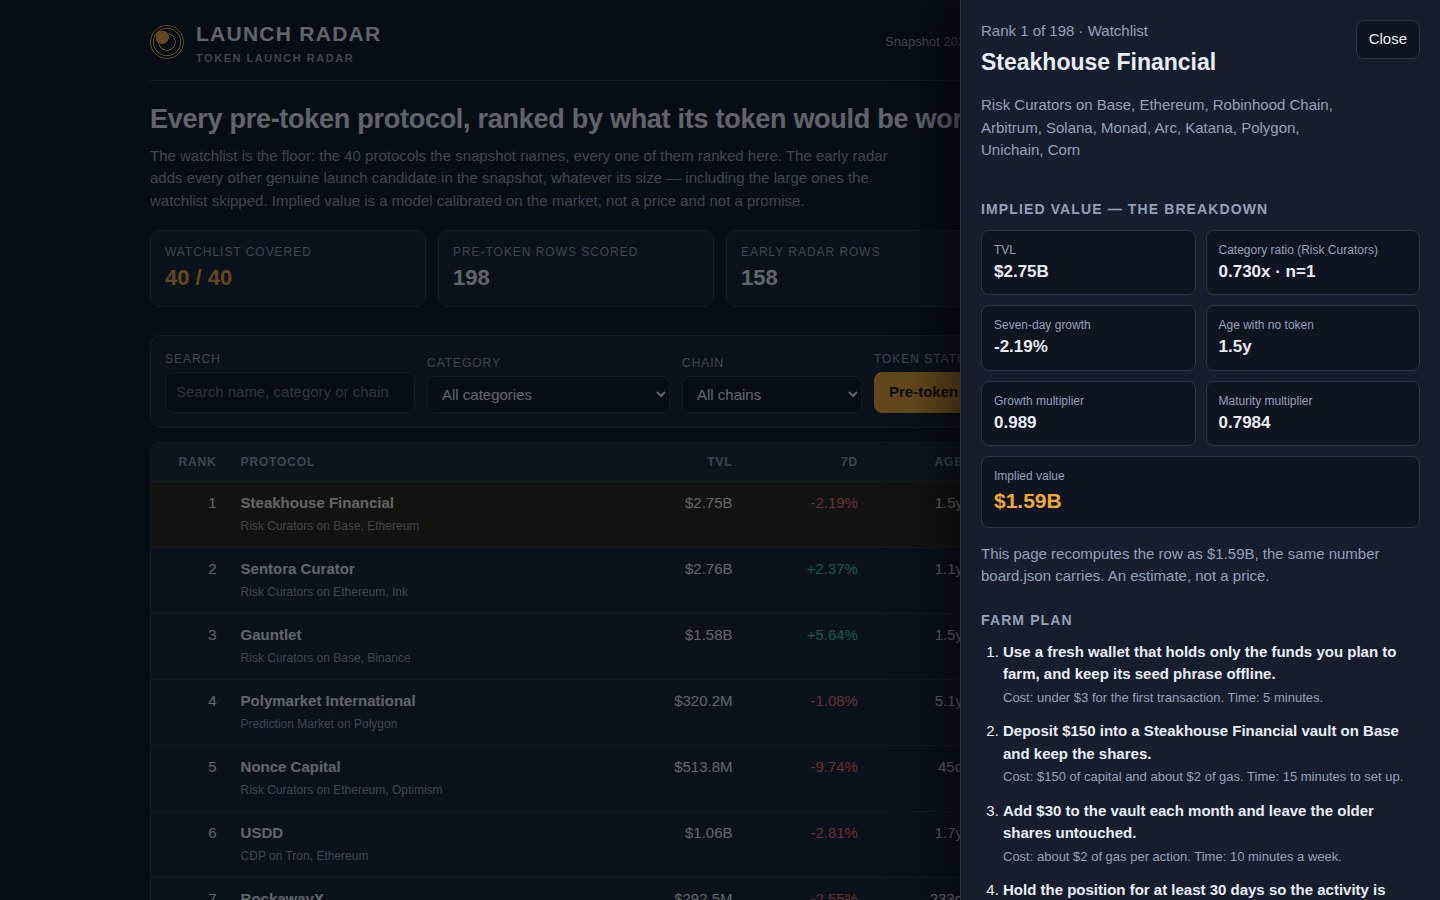 LAUNCH RADAR
TOKEN LAUNCH RADAR
Snapshot
Every pre-token protocol, ranked by what its token would be
The watchlist is the floor: the 40 protocols the snapshot names, every one of them ranked here. The early radar
adds every other genuine launch candidate in the snapshot, whatever its size — including the large ones the
watchlist skipped. Implied value is a model calibrated on the market, not a price and not a promise.
WATCHLIST COVERED
40 / 40
PRE-TOKEN ROWS SCORED
198
EARLY RADAR ROWS
158
SEARCH
Search name, category or chain
CATEGORY
All categories
CHAIN
All chains
TOKEN
Pre-token
RANK PROTOCOL TVL 7D AGE
1 Steakhouse Financial $2.75B -2.19% 1.5y
Risk Curators on Base, Ethereum
2 Sentora Curator $2.76B +2.37% 1.1y
Risk Curators on Ethereum, Ink
3 Gauntlet $1.58B +5.64% 1.5y
Risk Curators on Base, Binance
4 Polymarket International $320.2M -1.08% 5.1y
Prediction Market on Polygon
5 Nonce Capital $513.8M -9.74% 45d
Risk Curators on Ethereum, Optimism
6 USDD $1.06B -2.81% 1.7y
CDP on Tron, Ethereum
7 RockawayX $292.5M -2.55% 233d
Rank 1 of 198 · Watchlist
Close
Steakhouse Financial
Risk Curators on Base, Ethereum, Robinhood Chain,
Arbitrum, Solana, Monad, Arc, Katana, Polygon,
Unichain, Corn
IMPLIED VALUE — THE BREAKDOWN
TVL
$2.75B
Category ratio (Risk Curators)
0.730x · n=1
Seven-day growth
-2.19%
Age with no token
1.5y
Growth multiplier
0.989
Maturity multiplier
0.7984
Implied value
$1.59B
This page recomputes the row as $1.59B, the same number
board.json carries. An estimate, not a price.
FARM PLAN
1. Use a fresh wallet that holds only the funds you plan to
farm, and keep its seed phrase offline.
Cost: under $3 for the first transaction. Time: 5 minutes.
2. Deposit $150 into a Steakhouse Financial vault on Base
and keep the shares.
Cost: $150 of capital and about $2 of gas. Time: 15 minutes to set up.
3. Add $30 to the vault each month and leave the older
shares untouched.
Cost: about $2 of gas per action. Time: 10 minutes a week.
4. Hold the position for at least 30 days so the activity is